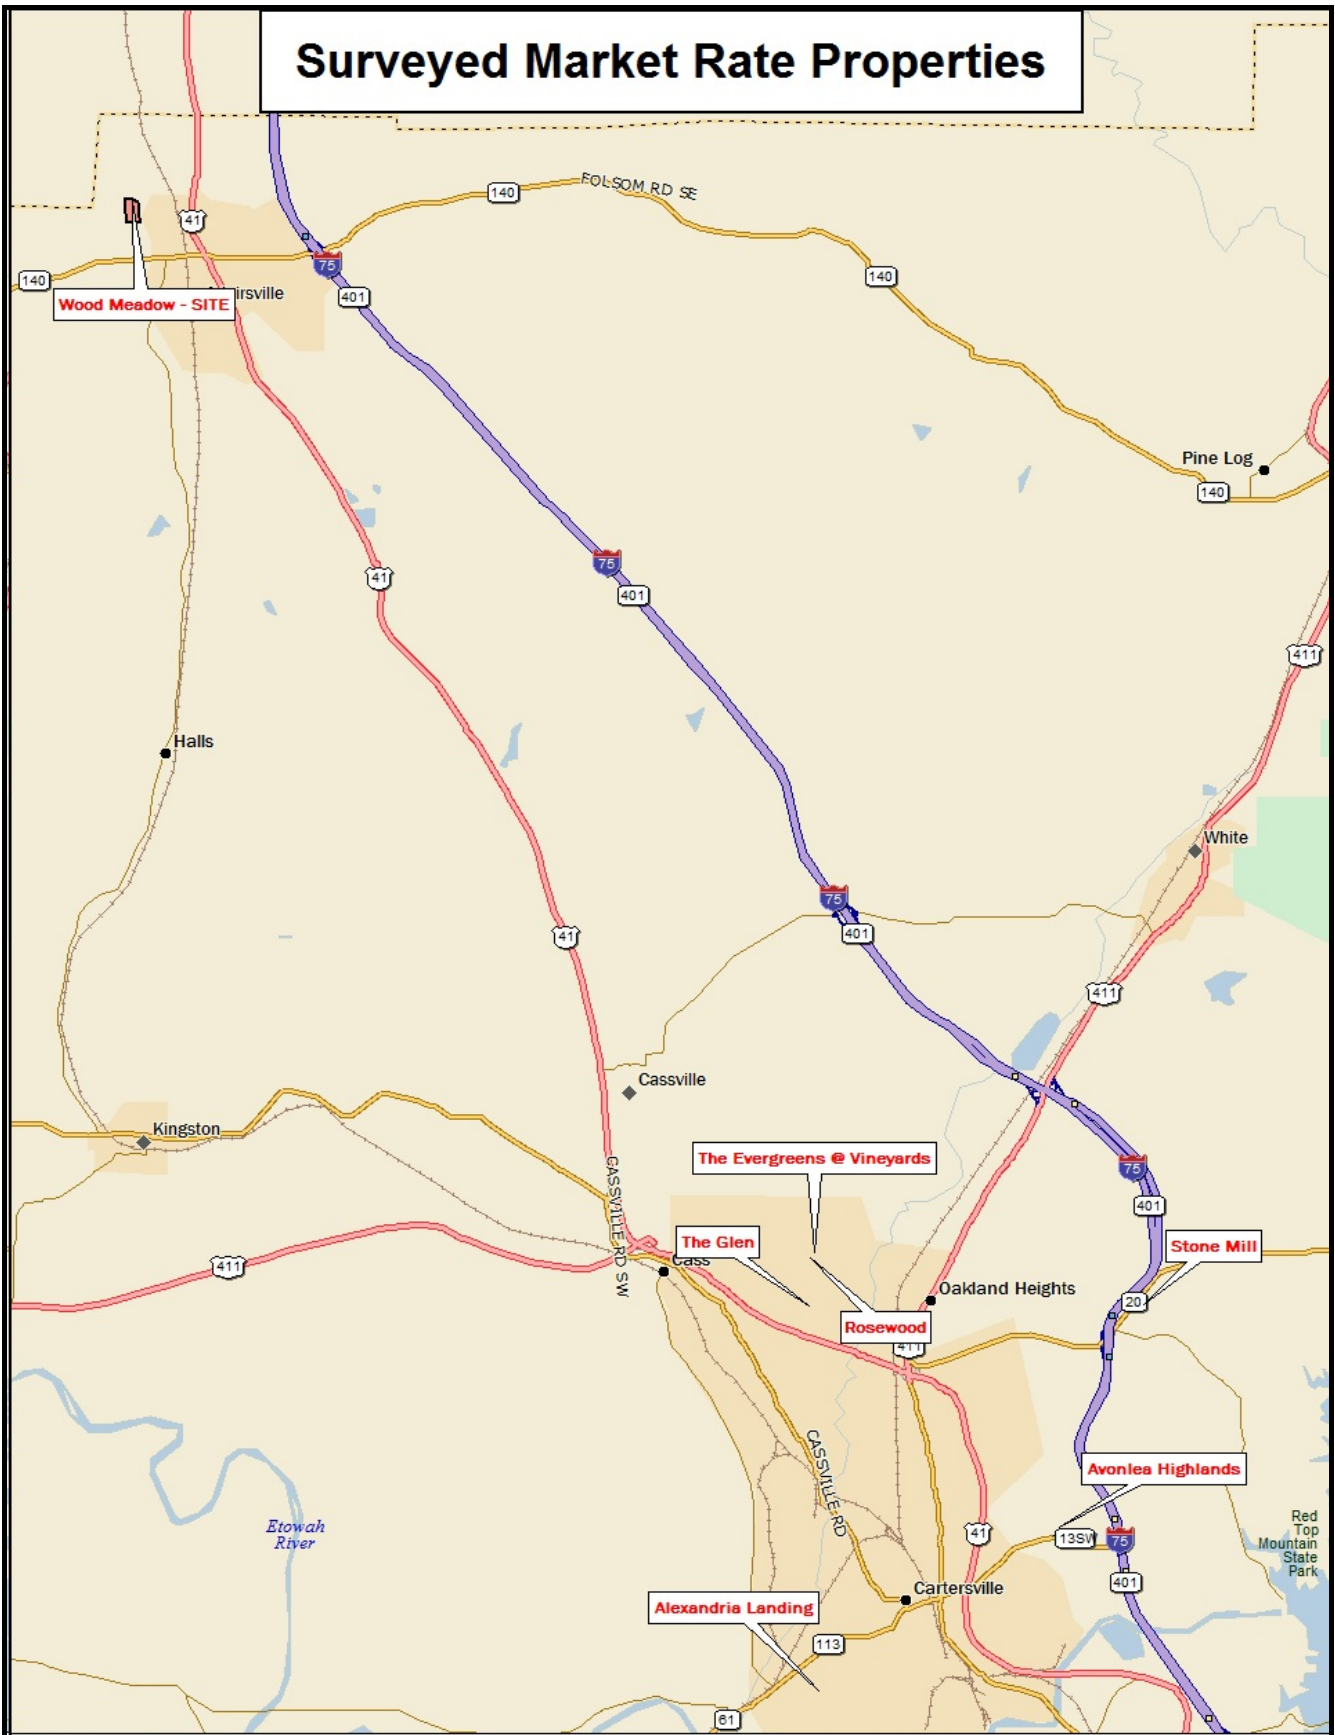 Surveyed Market Rate Properties
FOLSOM RD SE
140
41
75
140
Wood Meadow - SITE
irsville
401
140
Pine Log
140
75
41
401
411
Halls
White
75
401
41
411
Cassville
Kingston
CASSVILLE RD SW
The Evergreens @ Vineyards
75
401
The Glen
Stone Mill
Cass
411
Oakland Heights
20
Rosewood
411
CASSVILLE RD
Avonlea Highlands
Etowah
River
41
13SW
75
Red
Top
Mountain
State
Park
401
Cartersville
Alexandria Landing
113
61